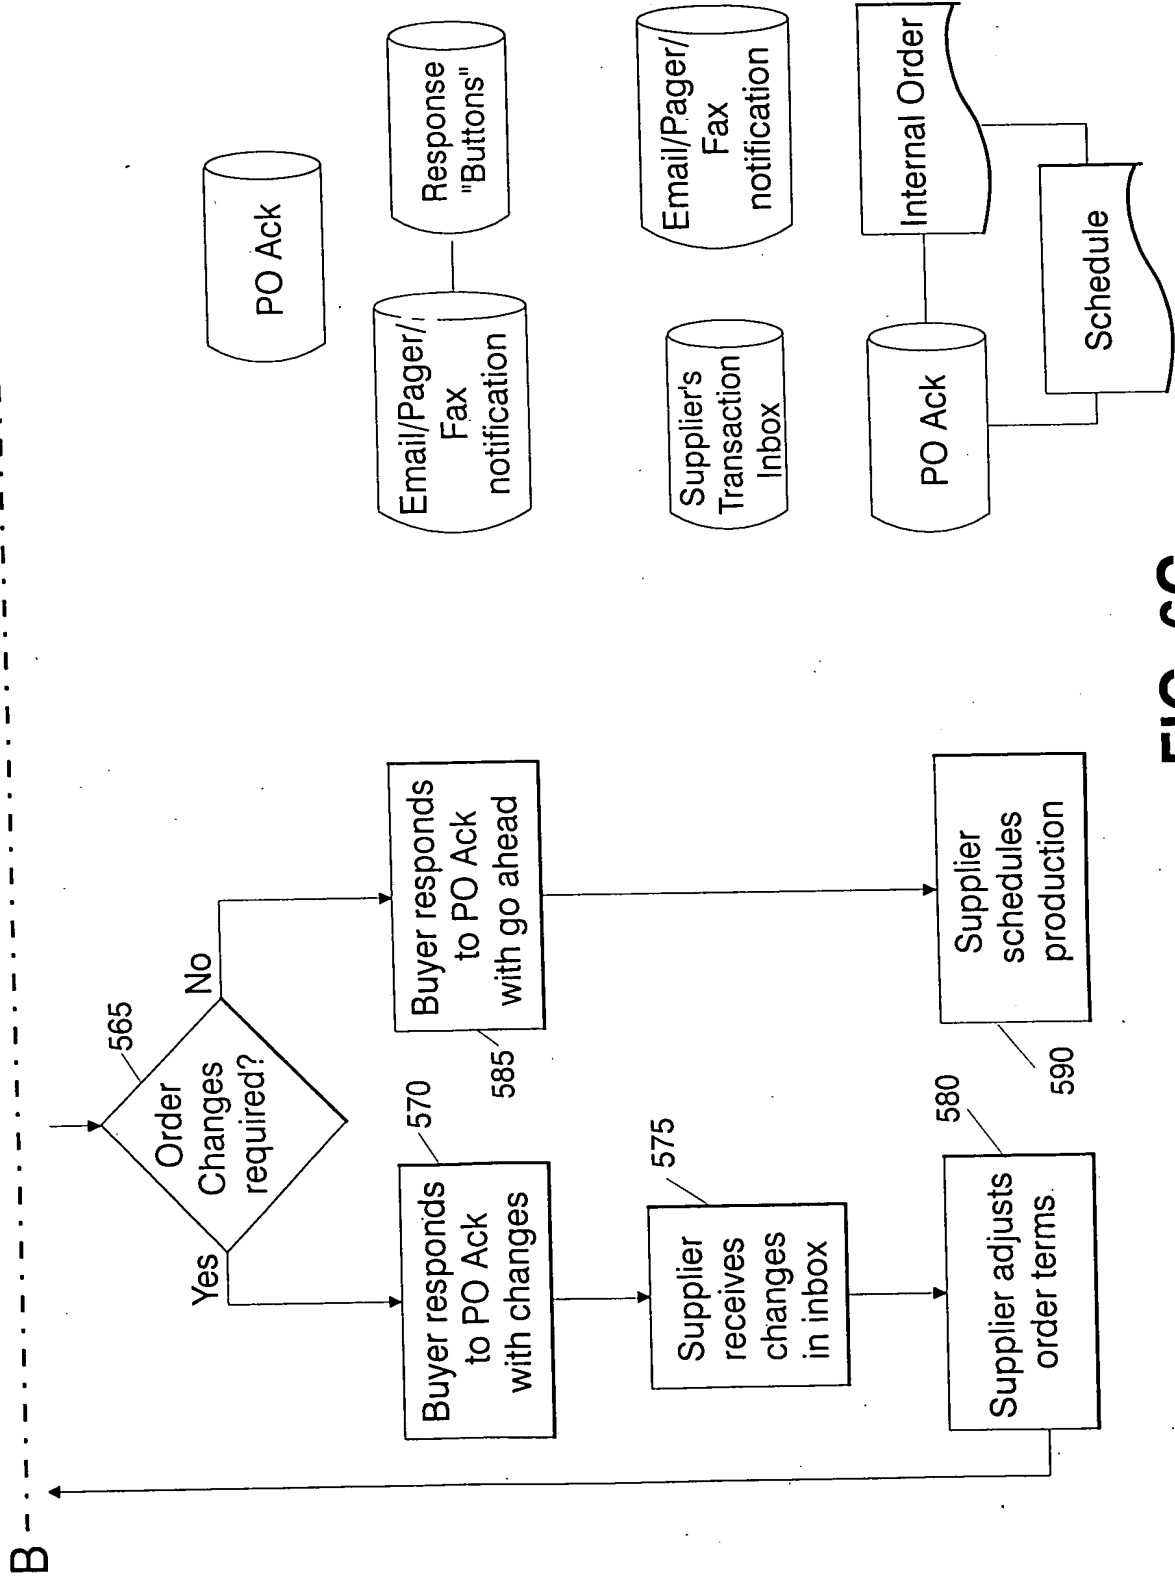 B
Order
Changes
required?
565
Yes
No
Buyer responds
to PO Ack
with changes
570
Buyer responds
to PO Ack
with go ahead
585
Supplier
receives
changes
in inbox
575
Supplier adjusts
order terms
580
Supplier
schedules
production
590
PO Ack
Email/Pager/
Fax
notification
Response
"Buttons"
Supplier's
Transaction
Inbox
Email/Pager/
Fax
notification
PO Ack
Internal Order
Schedule